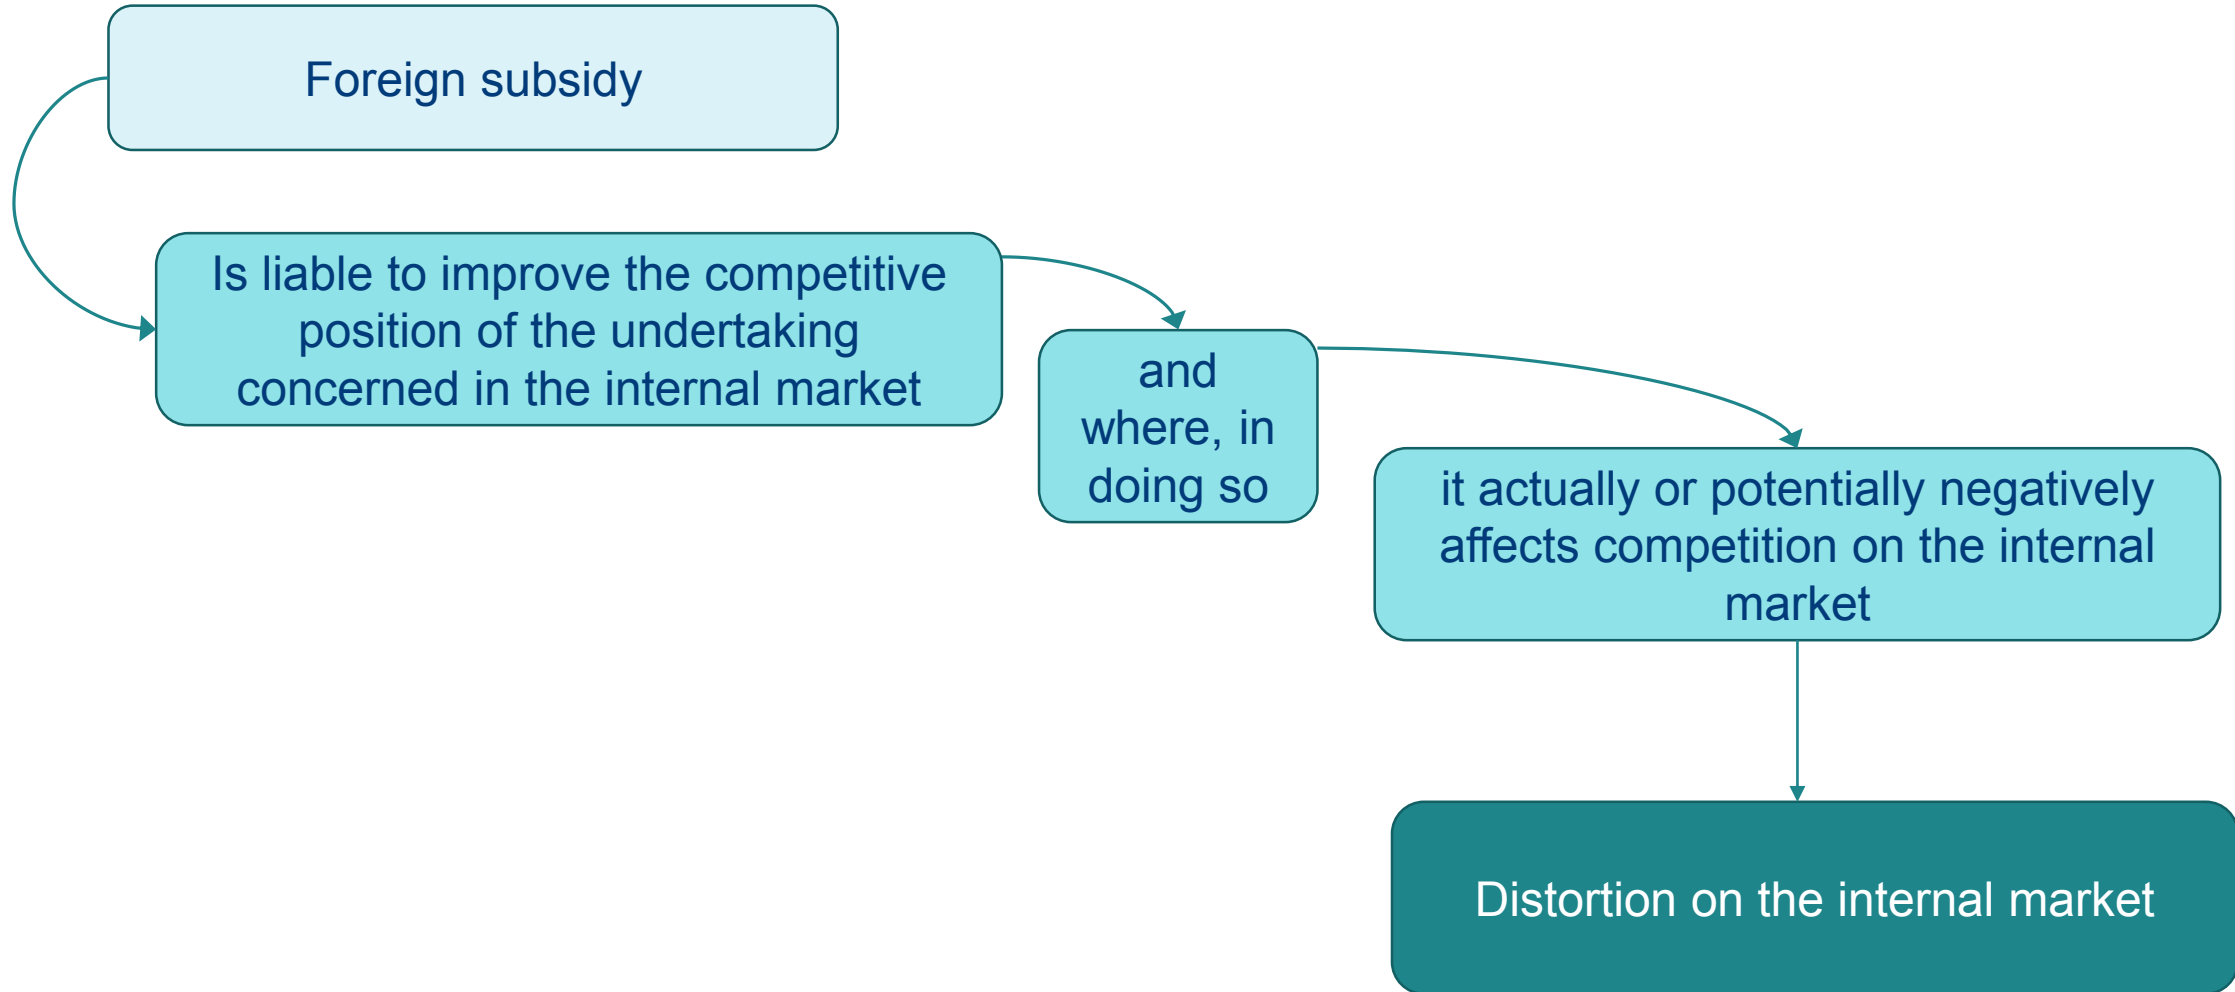 Foreign subsidy
Is liable to improve the competitive
position of the undertaking
concerned in the internal market
and
where, in
doing so
it actually or potentially negatively
affects competition on the internal
market
Distortion on the internal market